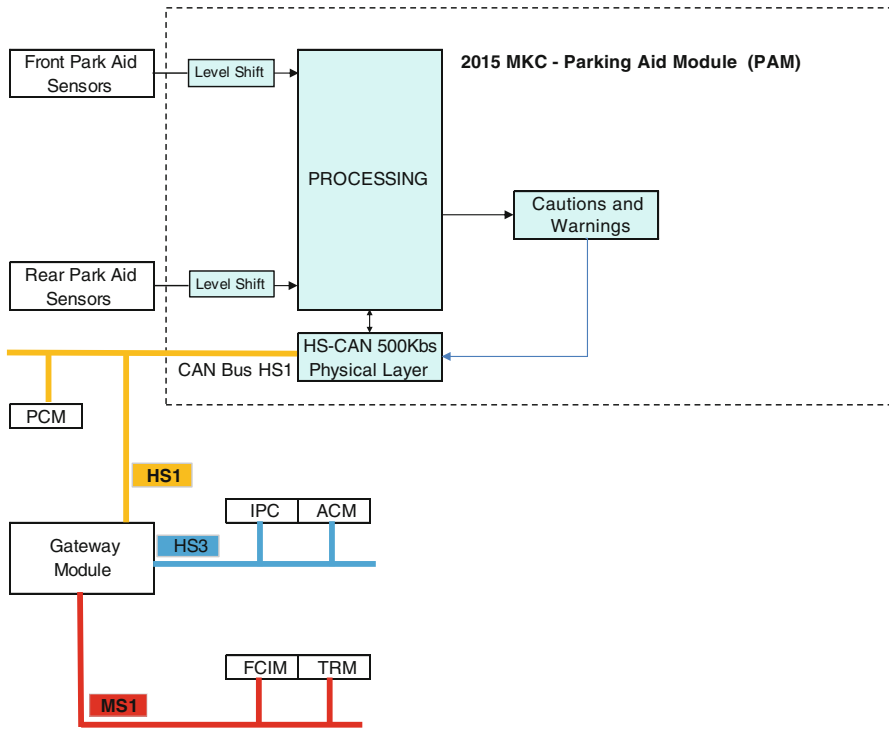 Front Park Aid
Sensors
Level Shift
2015 MKC - Parking Aid Module (PAM)
PROCESSING
Cautions and
Warnings
Rear Park Aid
Sensors
Level Shift
HS-CAN 500Kbs
Physical Layer
CAN Bus HS1
PCM
HS1
IPC
ACM
Gateway
Module
HS3
FCIM
TRM
MS1